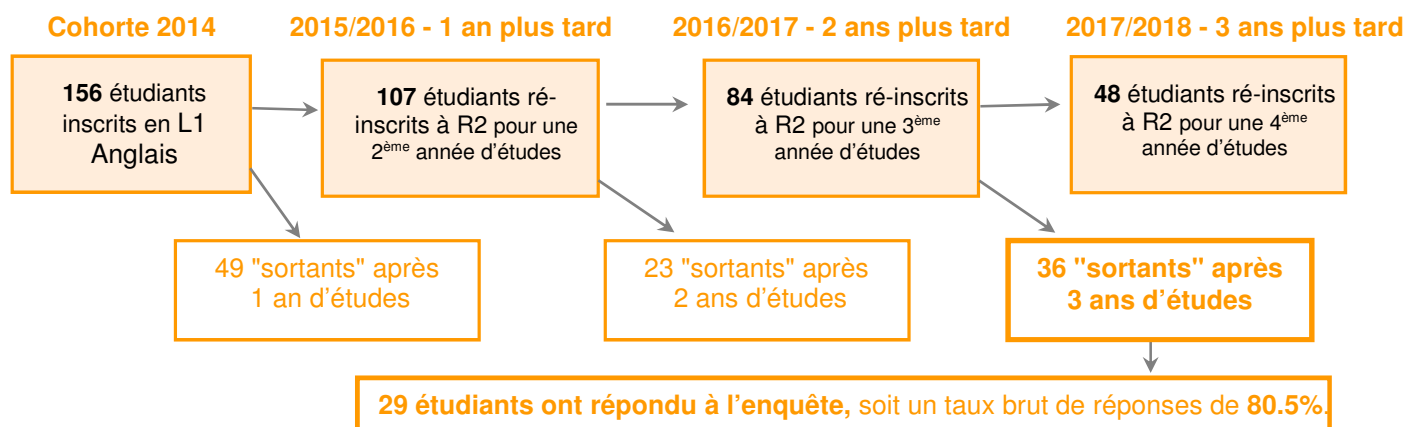 Cohorte 2014
2015/2016 - 1 an plus tard
2016/2017 - 2 ans plus tard
2017/2018 - 3 ans plus tard
156 étudiants
inscrits en L1
Anglais
107 étudiants ré-
inscrits à R2 pour une
2ème année d'études
84 étudiants ré-inscrits
à R2 pour une 3ème
année d'études
48 étudiants ré-inscrits
à R2 pour une 4ème
année d'études
49 "sortants" après
1 an d'études
23 "sortants" après
2 ans d'études
36 "sortants" après
3 ans d'études
29 étudiants ont répondu à l'enquête, soit un taux brut de réponses de 80.5%.